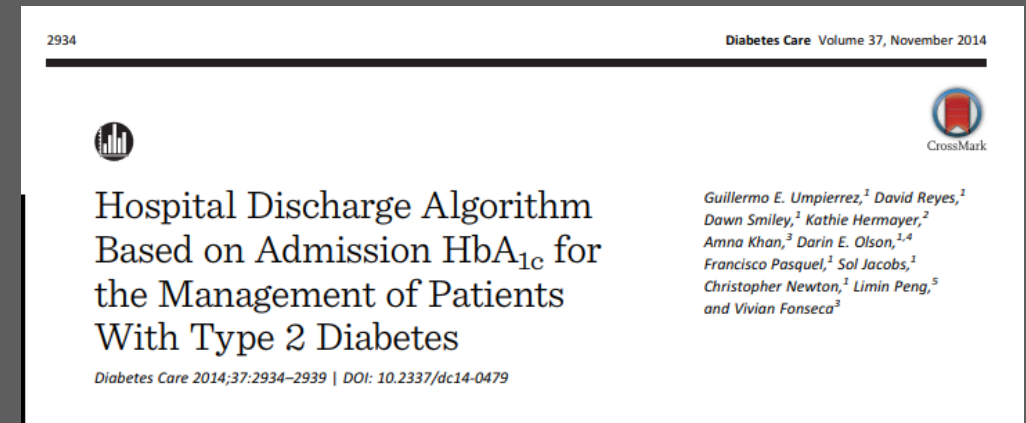 2934
Diabetes Care Volume 37, November 2014
CrossMark
Hospital Discharge Algorithm
Based on Admission HbA1c for
the Management of Patients
With Type 2 Diabetes
Diabetes Care 2014;37:2934–2939 | DOI: 10.2337/dc14-0479
Guillermo E. Umpierrez,1 David Reyes,1
Dawn Smiley,1 Kathie Hermayer,2
Amna Khan,3 Darin E. Olson,1,4
Francisco Pasquel,1 Sol Jacobs,1
Christopher Newton,1 Limin Peng,5
and Vivian Fonseca3